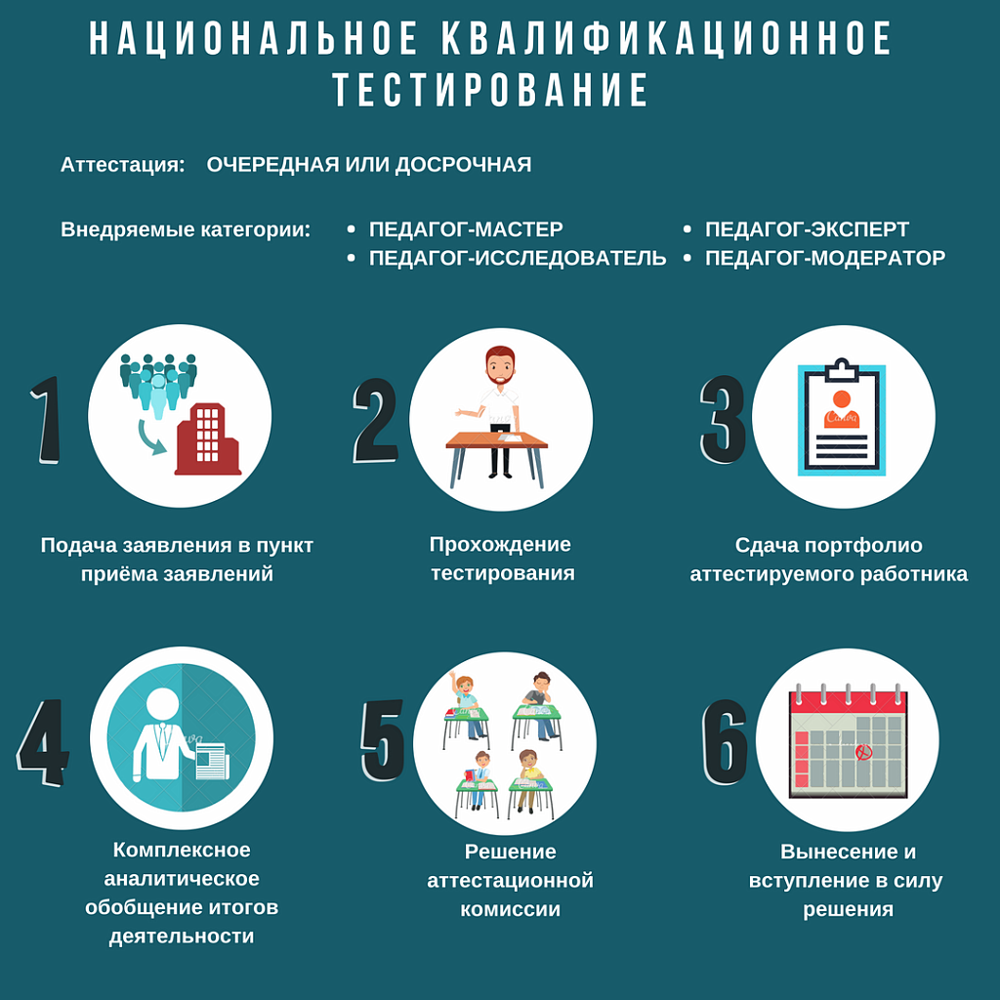 НАЦИОНАЛЬНОЕ КВАЛИФИКАЦИОННОЕ
ТЕСТИРОВАНИЕ
Аттестация: ОЧЕРЕДНАЯ ИЛИ ДОСРОЧНАЯ
Внедряемые категории:
• ПЕДАГОГ-МАСТЕР
• ПЕДАГОГ-ИССЛЕДОВАТЕЛЬ
• ПЕДАГОГ-ЭКСПЕРТ
• ПЕДАГОГ-МОДЕРАТОР
1
Подача заявления в пункт
приёма заявлений
2
Прохождение
тестирования
3
Canva
Сдача портфолио
аттестируемого работника
4
Комплексное
аналитическое
обобщение итогов
деятельности
5
Решение
аттестационной
комиссии
6
Вынесение и
вступление в силу
решения